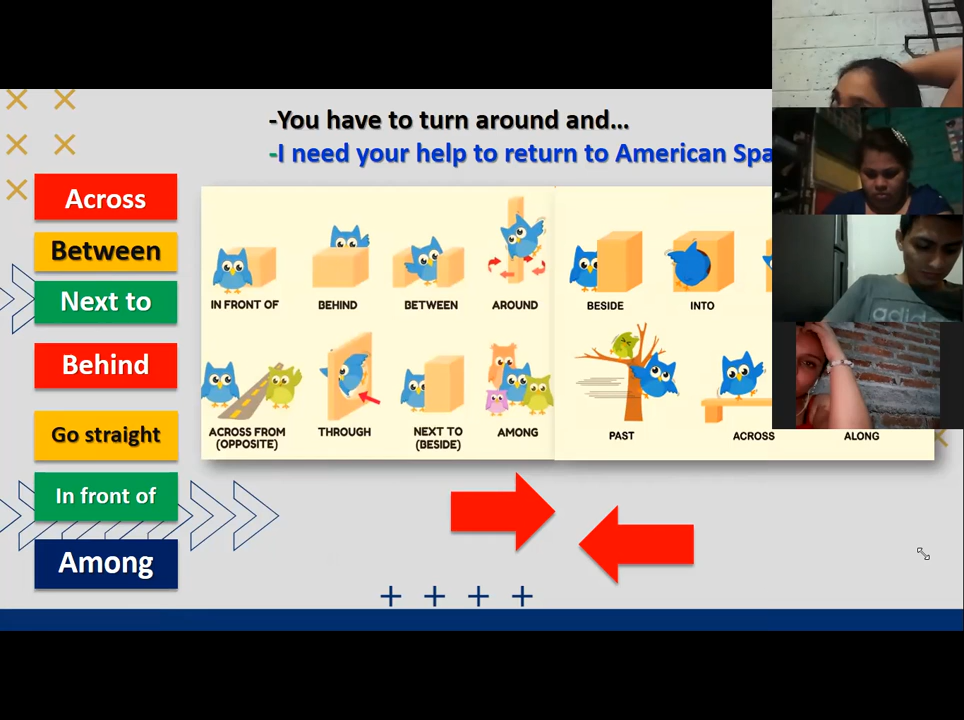 -You have to turn around and…
-I need your help to return to American
Across
Between
Next to
Behind
Go straight
In front of
Among
IN FRONT OF
BEHIND
BETWEEN
AROUND
BESIDE
INTO
ACROSS FROM
(OPPOSITE)
THROUGH
NEXT TO
(BESIDE)
AMONG
PAST
ACROSS
ALONG
adidas